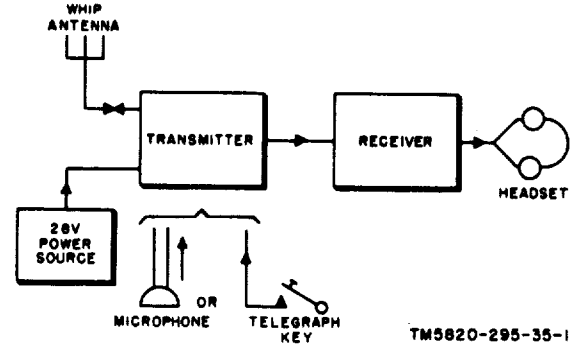 WHIP
ANTENNA
TRANSMITTER
RECEIVER
HEADSET
28V
POWER
SOURCE
OR
MICROPHONE
TELEGRAPH
KEY
TM5820-295-35-1